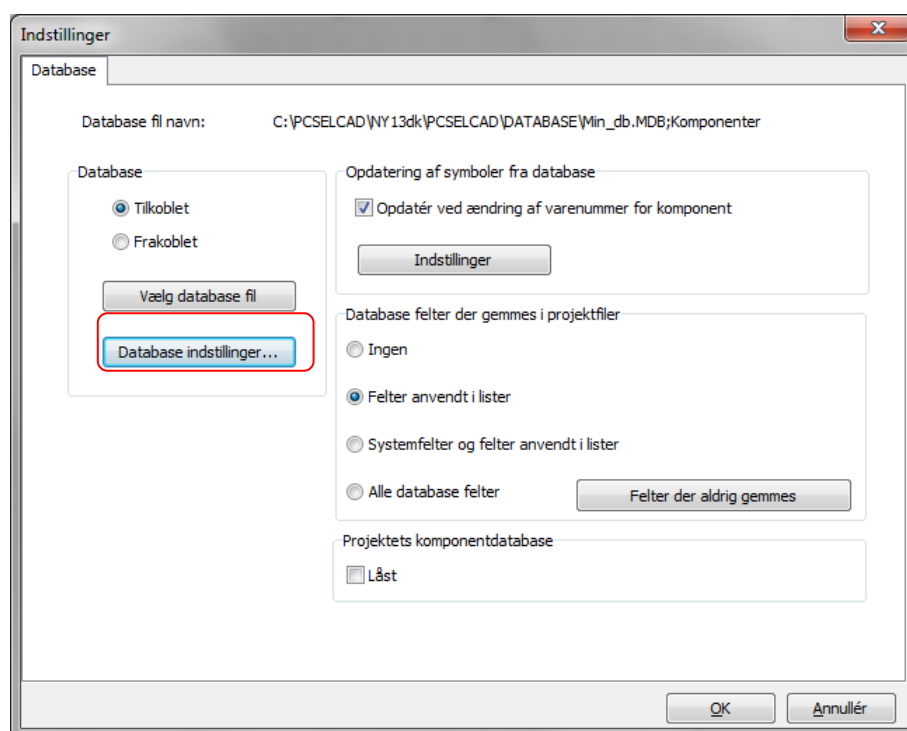 Indstillinger
Database
Database fil navn: C:\PCSELCAD\NY13dk\PCSELCAD\DATABASE\Min_db.MDB;Komponenter
Database
Tilkoblet
Frakoblet
Vælg database fil
Database indstillinger...
Opdatering af symboler fra database
Opdatér ved ændring af varenummer for komponent
Indstillinger
Database felter der gemmes i projektfiler
Ingen
Felter anvendt i lister
Systemfelter og felter anvendt i lister
Alle database felter
Felter der aldrig gemmes
Projektets komponentdatabase
Låst
OK
Annullér